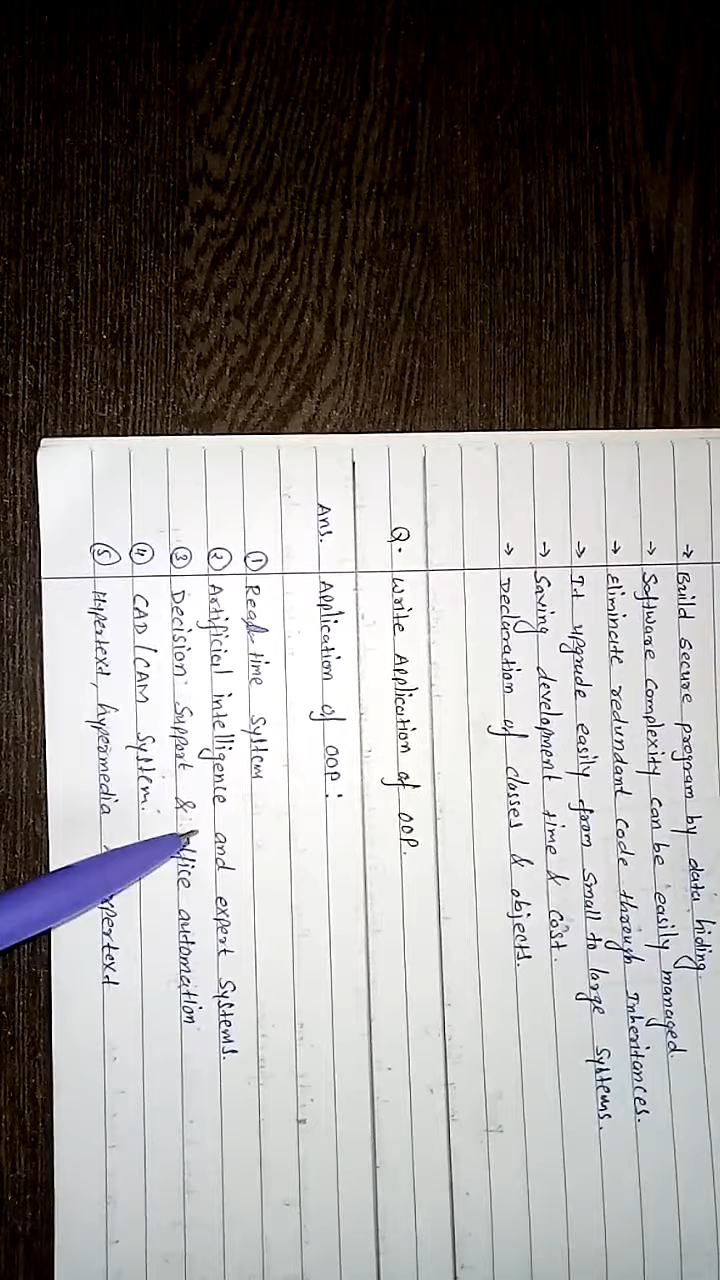 → Build secure program by data hiding.
→ Software complexity can be easily managed
→ Eliminate redundant code through Inheritances.
→ It upgrade easily from small to large systems.
→ Saving development time & cost.
→ Declaration of classes & objects.
Q. Write Application of OOP.
Ans. Application of OOP:
① Real time system
② Artificial intelligence and expert systems.
③ Decision support & office automation
④ CAD/CAM system.
⑤ Hypertext, hypermedia